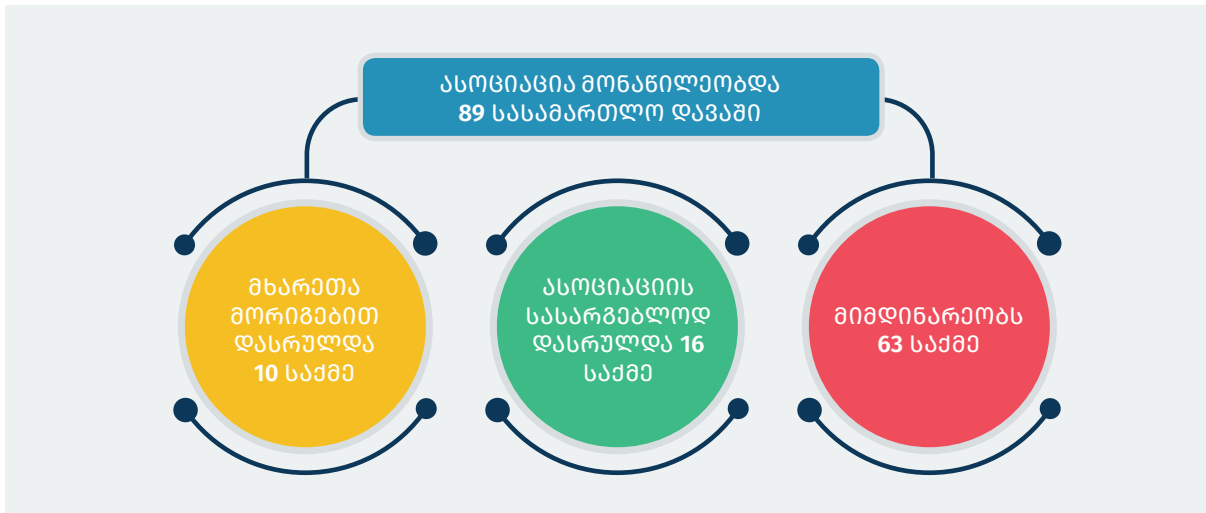 ასოციაცია მონაწილეობდა
89 სასამართლო დავაში
მხარეთა
მორიგებით
დასრულდა
10 საქმე
ასოციაციის
სასარგებლოდ
დასრულდა 16
საქმე
მიმდინარეობს
63 საქმე